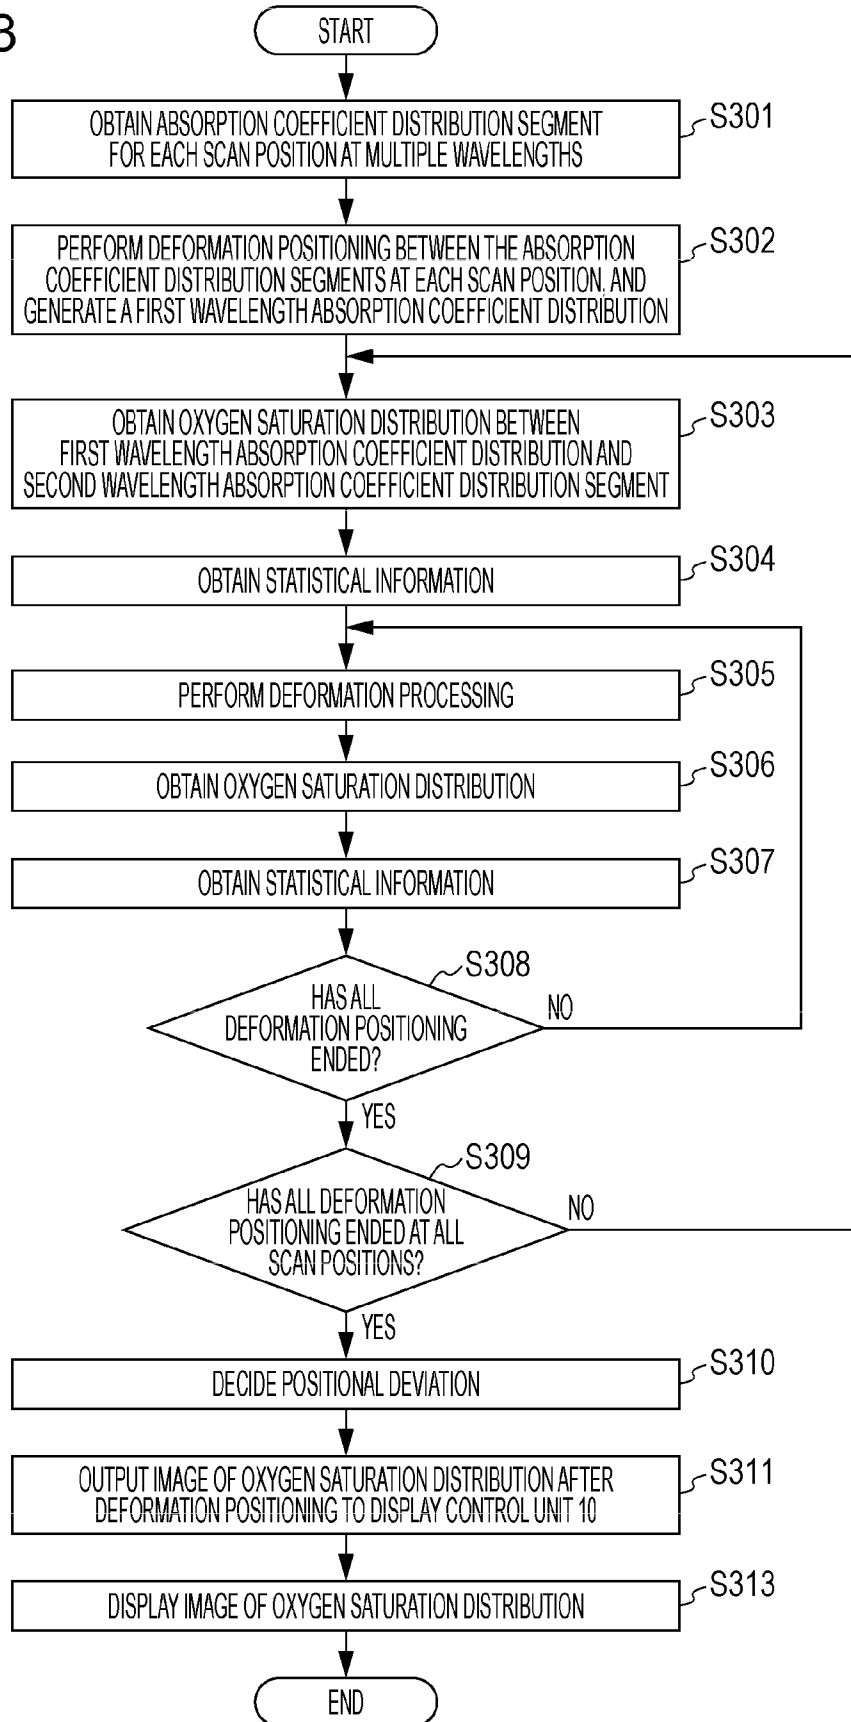 3
START
OBTAIN ABSORPTION COEFFICIENT DISTRIBUTION SEGMENT
FOR EACH SCAN POSITION AT MULTIPLE WAVELENGTHS
S301
PERFORM DEFORMATION POSITIONING BETWEEN THE ABSORPTION
COEFFICIENT DISTRIBUTION SEGMENTS AT EACH SCAN POSITION, AND
GENERATE A FIRST WAVELENGTH ABSORPTION COEFFICIENT DISTRIBUTION
S302
OBTAIN OXYGEN SATURATION DISTRIBUTION BETWEEN
FIRST WAVELENGTH ABSORPTION COEFFICIENT DISTRIBUTION AND
SECOND WAVELENGTH ABSORPTION COEFFICIENT DISTRIBUTION SEGMENT
S303
OBTAIN STATISTICAL INFORMATION
S304
PERFORM DEFORMATION PROCESSING
S305
OBTAIN OXYGEN SATURATION DISTRIBUTION
S306
OBTAIN STATISTICAL INFORMATION
S307
HAS ALL
DEFORMATION POSITIONING
ENDED?
S308
NO
YES
HAS ALL DEFORMATION
POSITIONING ENDED AT ALL
SCAN POSITIONS?
S309
NO
YES
DECIDE POSITIONAL DEVIATION
S310
OUTPUT IMAGE OF OXYGEN SATURATION DISTRIBUTION AFTER
DEFORMATION POSITIONING TO DISPLAY CONTROL UNIT 10
S311
DISPLAY IMAGE OF OXYGEN SATURATION DISTRIBUTION
S313
END